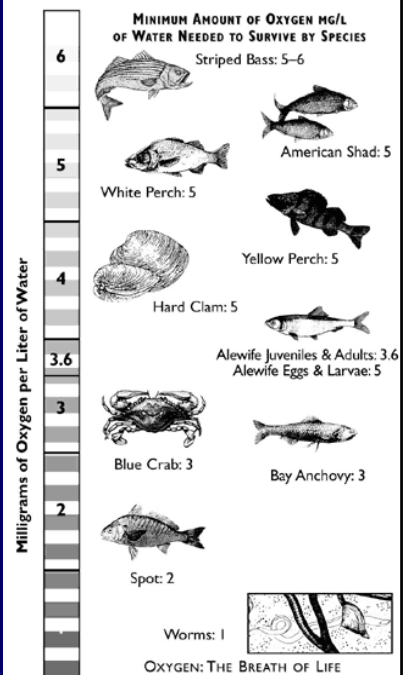 MINIMUM AMOUNT OF OXYGEN MG/L
OF WATER NEEDED TO SURVIVE BY SPECIES
6
Striped Bass: 5–6
American Shad: 5
5
White Perch: 5
Yellow Perch: 5
4
Hard Clam: 5
3.6
Alewife Juveniles & Adults: 3.6
Alewife Eggs & Larvae: 5
3
Blue Crab: 3
Bay Anchovy: 3
2
Spot: 2
Worms: 1
OXYGEN: THE BREATH OF LIFE
Milligrams of Oxygen per Liter of Water